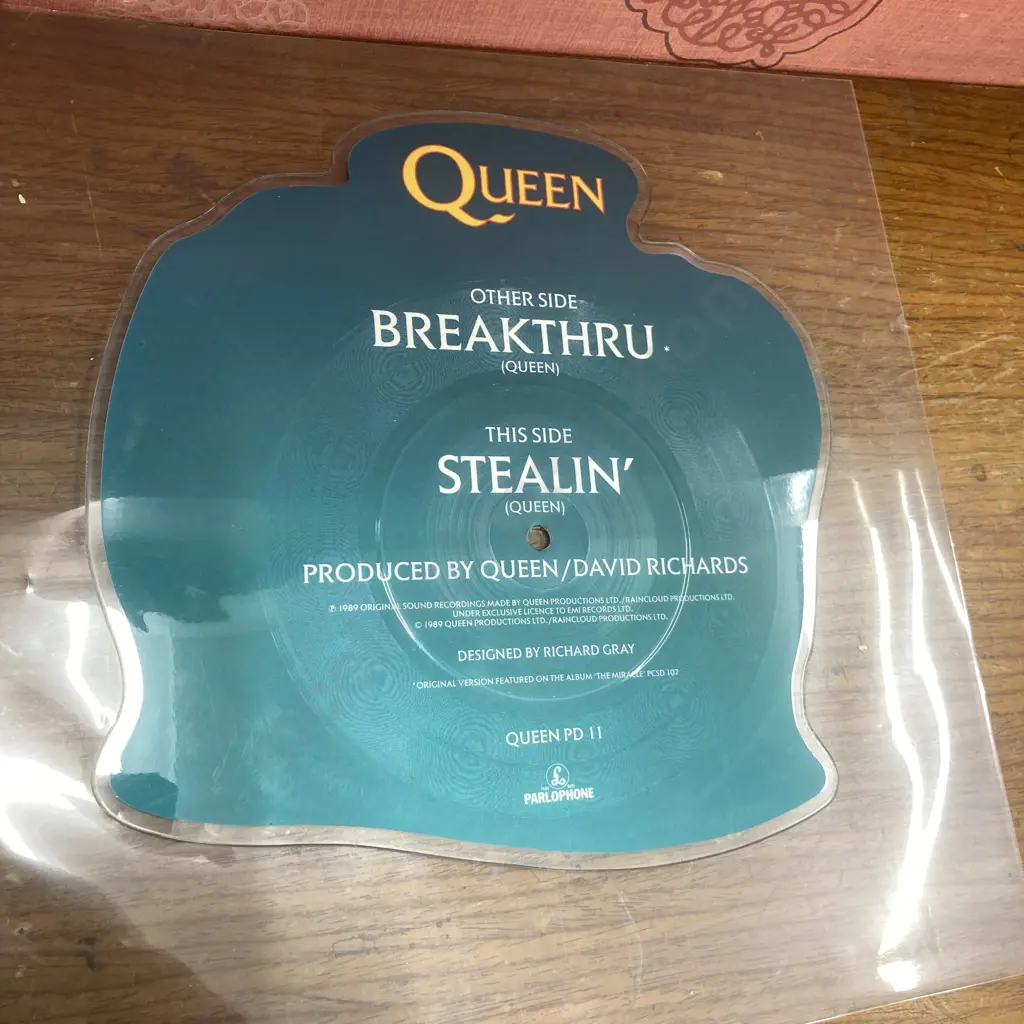 QUEEN
OTHER SIDE
BREAKTHRU *
(QUEEN)
THIS SIDE
STEALIN'
(QUEEN)
PRODUCED BY QUEEN/DAVID RICHARDS
℗ 1989 ORIGINAL SOUND RECORDINGS MADE BY QUEEN PRODUCTIONS LTD./RAINCLOUD PRODUCTIONS LTD.
UNDER EXCLUSIVE LICENCE TO EMI RECORDS LTD.
© 1989 QUEEN PRODUCTIONS LTD./RAINCLOUD PRODUCTIONS LTD.
DESIGNED BY RICHARD GRAY
*ORIGINAL VERSION FEATURED ON THE ALBUM 'THE MIRACLE' PCSD 107
QUEEN PD 11
£
PARLOPHONE